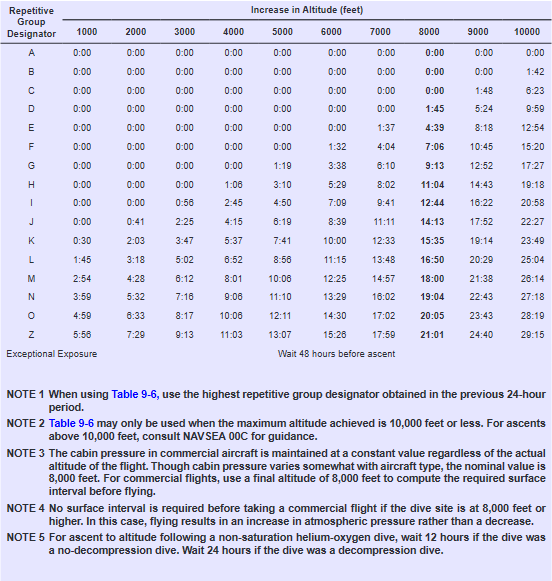 Repetitive Group Designator Increase in Altitude (feet)
1000 2000 3000 4000 5000 6000 7000 8000 9000 10000
A 0:00 0:00 0:00 0:00 0:00 0:00 0:00 0:00 0:00 0:00
B 0:00 0:00 0:00 0:00 0:00 0:00 0:00 0:00 0:00 1:42
C 0:00 0:00 0:00 0:00 0:00 0:00 0:00 0:00 1:48 6:23
D 0:00 0:00 0:00 0:00 0:00 0:00 0:00 1:45 5:24 9:59
E 0:00 0:00 0:00 0:00 0:00 0:00 1:37 4:39 8:18 12:54
F 0:00 0:00 0:00 0:00 0:00 1:32 4:04 7:06 10:45 15:20
G 0:00 0:00 0:00 0:00 1:19 3:38 6:10 9:13 12:52 17:27
H 0:00 0:00 0:00 1:06 3:10 5:29 8:02 11:04 14:43 19:18
I 0:00 0:00 0:56 2:45 4:50 7:09 9:41 12:44 16:22 20:58
J 0:00 0:41 2:25 4:15 6:19 8:39 11:11 14:13 17:52 22:27
K 0:30 2:03 3:47 5:37 7:41 10:00 12:33 15:35 19:14 23:49
L 1:45 3:18 5:02 6:52 8:56 11:15 13:48 16:50 20:29 25:04
M 2:54 4:28 6:12 8:01 10:06 12:25 14:57 18:00 21:38 26:14
N 3:59 5:32 7:16 9:06 11:10 13:29 16:02 19:04 22:43 27:18
O 4:59 6:33 8:17 10:06 12:11 14:30 17:02 20:05 23:43 28:19
Z 5:56 7:29 9:13 11:03 13:07 15:26 17:59 21:01 24:40 29:15
Exceptional Exposure Wait 48 hours before ascent
NOTE 1 When using Table 9-6, use the highest repetitive group designator obtained in the previous 24-hour
period.
NOTE 2 Table 9-6 may only be used when the maximum altitude achieved is 10,000 feet or less. For ascents
above 10,000 feet, consult NAVSEA 00C for guidance.
NOTE 3 The cabin pressure in commercial aircraft is maintained at a constant value regardless of the actual
altitude of the flight. Though cabin pressure varies somewhat with aircraft type, the nominal value is
8,000 feet. For commercial flights, use a final altitude of 8,000 feet to compute the required surface
interval before flying.
NOTE 4 No surface interval is required before taking a commercial flight if the dive site is at 8,000 feet or
higher. In this case, flying results in an increase in atmospheric pressure rather than a decrease.
NOTE 5 For ascent to altitude following a non-saturation helium-oxygen dive, wait 12 hours if the dive was
a no-decompression dive. Wait 24 hours if the dive was a decompression dive.